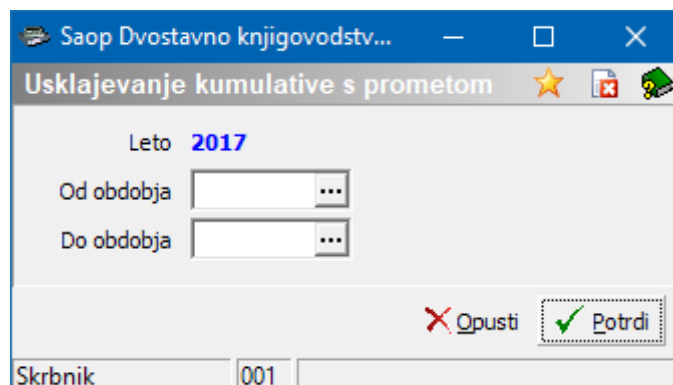 Saop Dvostavno knjigovodstv...
Usklajevanje kumulative s prometom
Leto 2017
Od obdobja ...
Do obdobja ...
Opusti Potrdi
Skrbnik 001